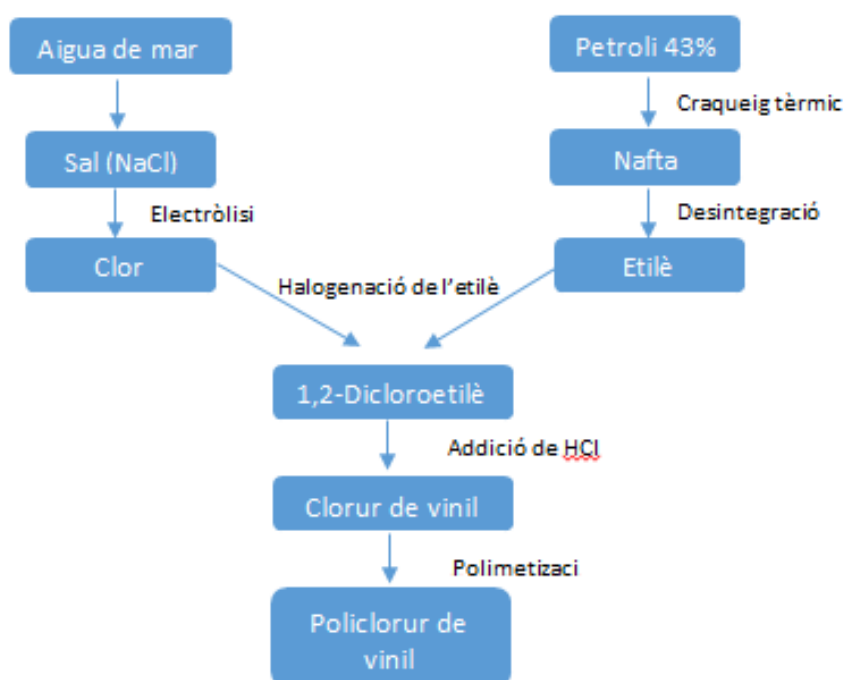 Aigua de mar
Petroli 43%
Craqueig tèrmic
Sal (NaCl)
Nafta
Electròlisi
Desintegració
Clor
Etilè
Halogenació de l'etilè
1,2-Dicloroetilè
Addició de HCl
Clorur de vinil
Polimetizaci
Policlorur de
vinil